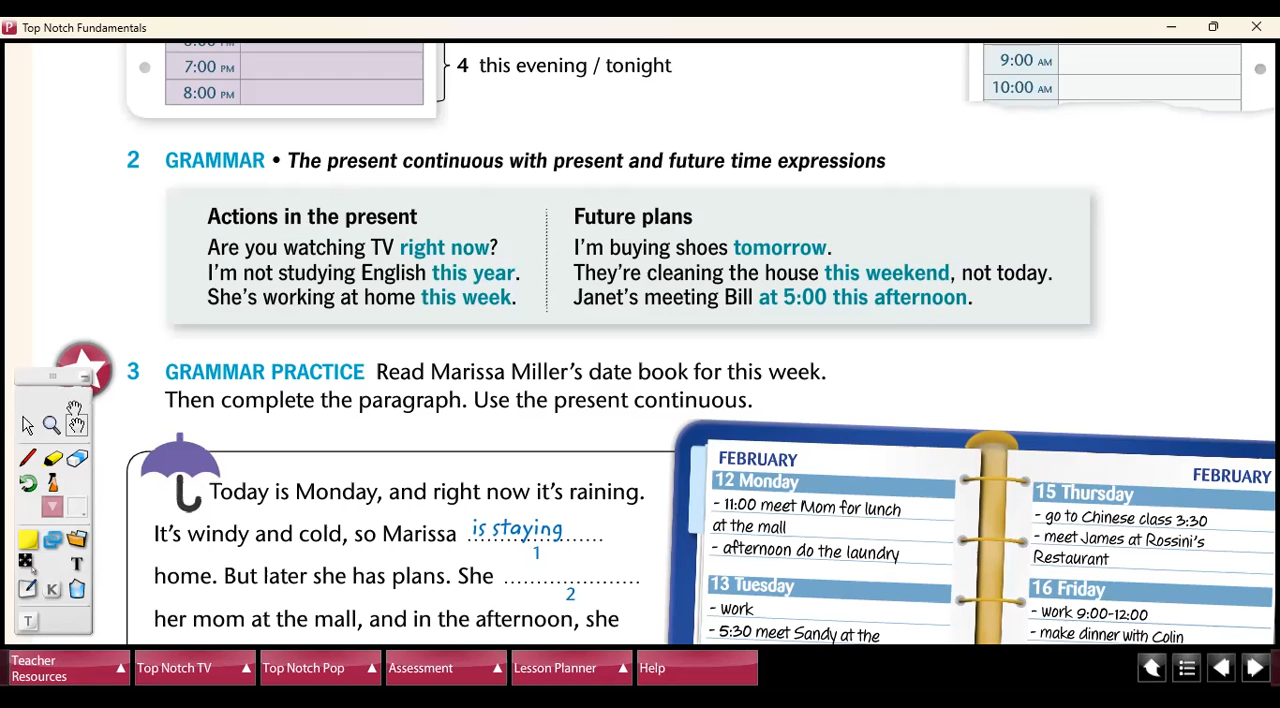 Top Notch Fundamentals
7:00 PM
8:00 PM
4 this evening / tonight
9:00 AM
10:00 AM
2 GRAMMAR • The present continuous with present and future time expressions
Actions in the present
Are you watching TV right now?
I'm not studying English this year.
She's working at home this week.
Future plans
I'm buying shoes tomorrow.
They're cleaning the house this weekend, not today.
Janet's meeting Bill at 5:00 this afternoon.
3 GRAMMAR PRACTICE Read Marissa Miller's date book for this week.
Then complete the paragraph. Use the present continuous.
Today is Monday, and right now it's raining.
It's windy and cold, so Marissa is staying
1
home. But later she has plans. She ......................
2
her mom at the mall, and in the afternoon, she
FEBRUARY
12 Monday
- 11:00 meet Mom for lunch
at the mall
- afternoon do the laundry
13 Tuesday
- work
- 5:30 meet Sandy at the
FEBRUARY
15 Thursday
- go to Chinese class 3:30
- meet James at Rossini's
Restaurant
16 Friday
- work 9:00-12:00
- make dinner with Colin
T
K
T
Teacher
Resources
Top Notch TV
Top Notch Pop
Assessment
Lesson Planner
Help